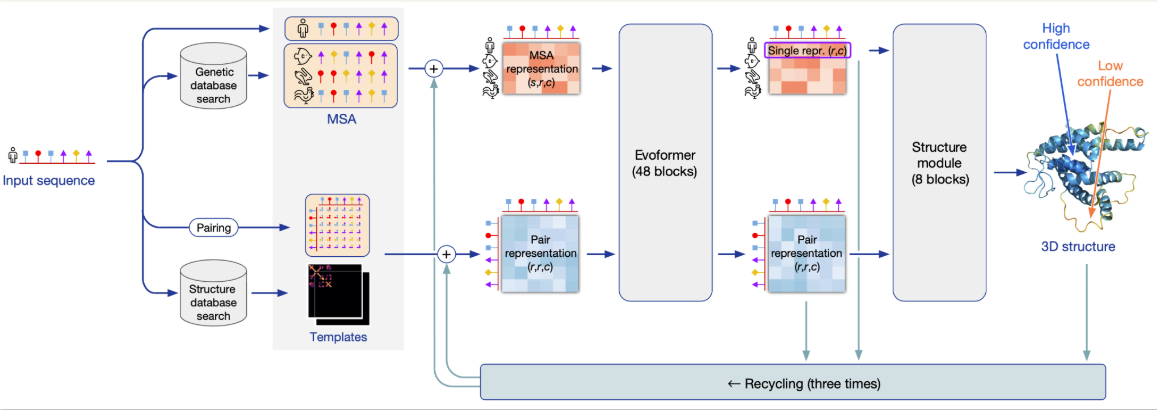 Input sequence
Genetic
database
search
MSA
Pairing
Structure
database
search
Templates
+
+
MSA
representation
(s,r,c)
Pair
representation
(r,r,c)
Evoformer
(48 blocks)
Single repr. (r,c)
Pair
representation
(r,r,c)
Structure
module
(8 blocks)
High
confidence
Low
confidence
3D structure
← Recycling (three times)